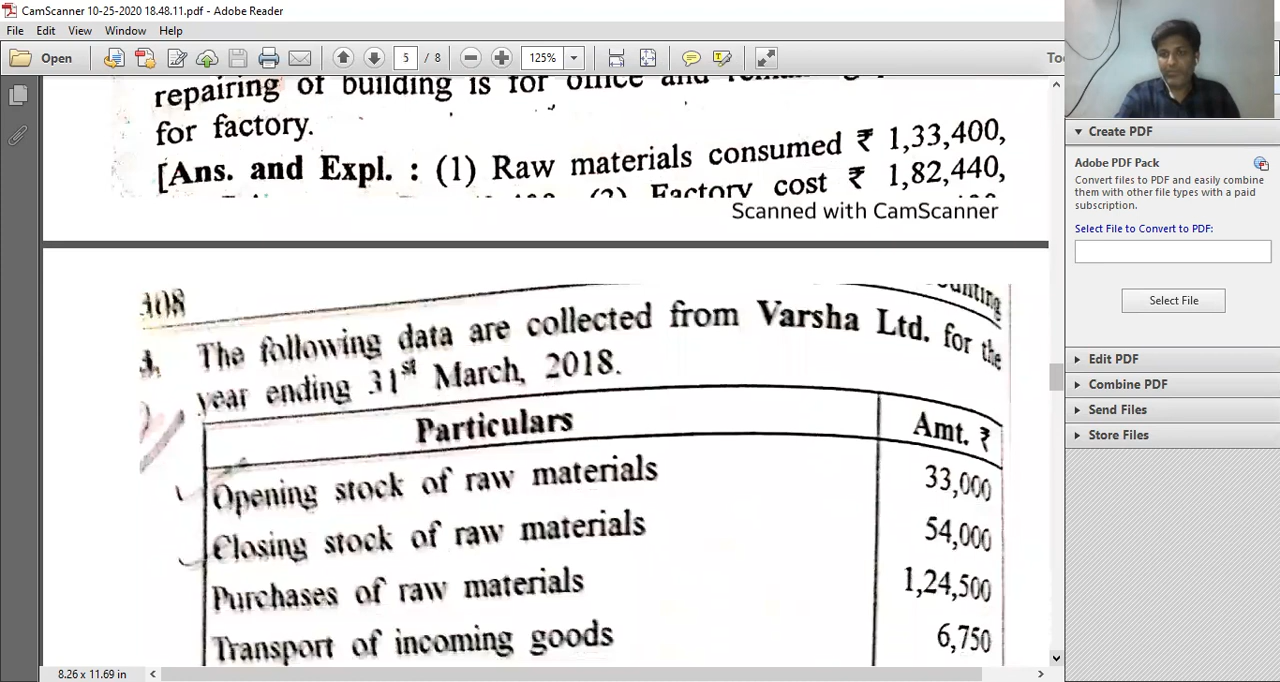 CamScanner 10-25-2020 18.48.11.pdf - Adobe Reader
File Edit View Window Help
Open 5 / 8 125%
repairing of building is for office and
for factory.
[Ans. and Expl. : (1) Raw materials consumed ₹ 1,33,400,
(2) Factory cost ₹ 1,82,440,
Scanned with CamScanner
308
The following data are collected from Varsha Ltd. for the
year ending 31st March, 2018.
Particulars Amt. ₹
Opening stock of raw materials 33,000
Closing stock of raw materials 54,000
Purchases of raw materials 1,24,500
Transport of incoming goods 6,750
8.26 x 11.69 in
Create PDF
Adobe PDF Pack
Convert files to PDF and easily combine
them with other file types with a paid
subscription.
Select File to Convert to PDF:
Select File
Edit PDF
Combine PDF
Send Files
Store Files